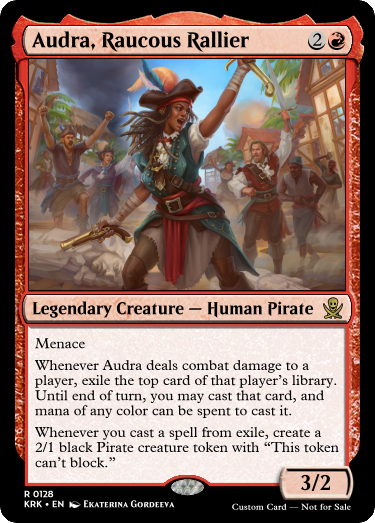 Audra, Raucous Rallier 2
Legendary Creature — Human Pirate
Menace
Whenever Audra deals combat damage to a
player, exile the top card of that player's library.
Until end of turn, you may cast that card, and
mana of any color can be spent to cast it.
Whenever you cast a spell from exile, create a
2/1 black Pirate creature token with “This token
can't block.”
3/2
R 0128
KRK • EN Ekaterina Gordeeva
Custom Card — Not for Sale